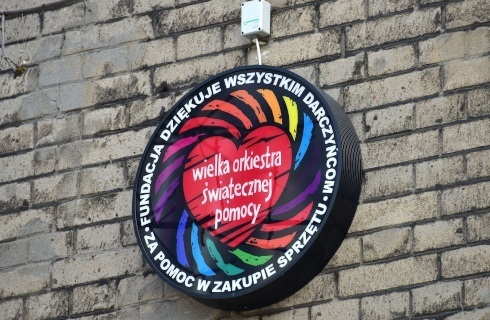 • FUNDACJA DZIĘKUJE WSZYSTKIM DARCZYŃCOM •
ZA POMOC W ZAKUPIE SPRZĘTU
wielka orkiestra
świątecznej
pomocy